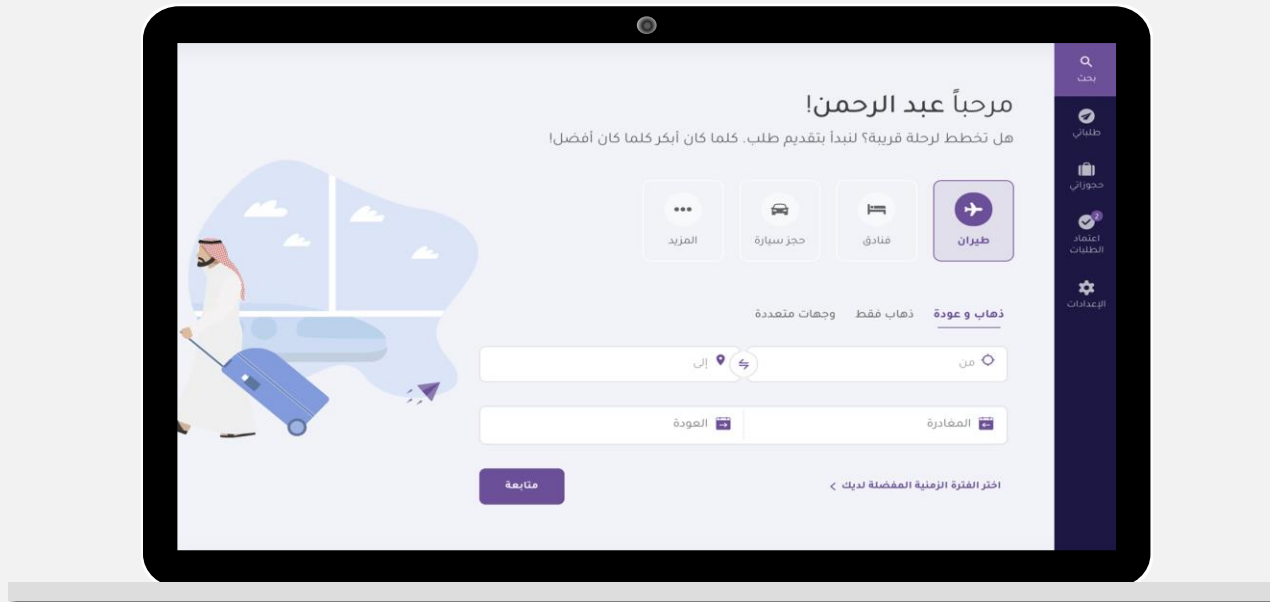 بحث
طلباتي
حجوزاتي
2
اعتماد
الطلبات
الإعدادات
مرحباً عبد الرحمن!
هل تخطط لرحلة قريبة؟ لنبدأ بتقديم طلب. كلما كان أبكر كلما كان أفضل!
طيران
فنادق
حجز سيارة
المزيد
ذهاب و عودة
ذهاب فقط
وجهات متعددة
من
إلى
المغادرة
العودة
اختر الفترة الزمنية المفضلة لديك
متابعة